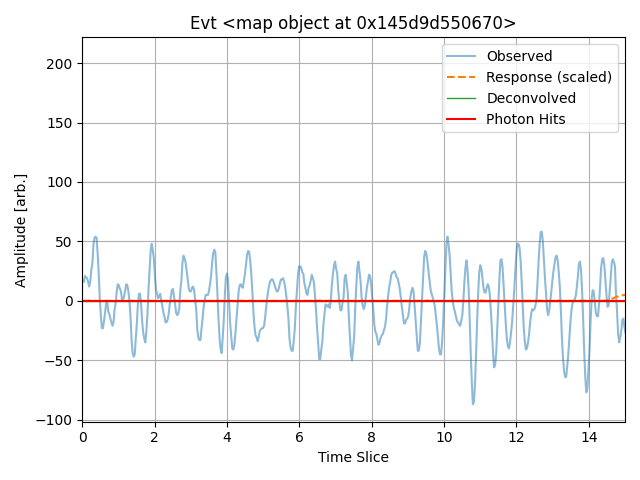 Evt <map object at 0x145d9d550670>
Observed
Response (scaled)
Deconvolved
Photon Hits
Amplitude [arb.]
200
150
100
50
0
−50
−100
0 2 4 6 8 10 12 14
Time Slice